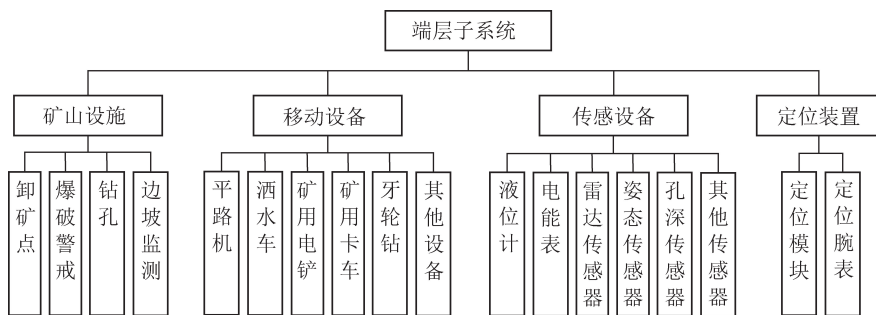 端层子系统
矿山设施
移动设备
传感设备
定位装置
卸矿点
爆破警戒
钻孔
边坡监测
平路机
洒水车
矿用电铲
矿用卡车
牙轮钻
其他设备
液位计
电能表
雷达传感器
姿态传感器
孔深传感器
其他传感器
定位模块
定位腕表